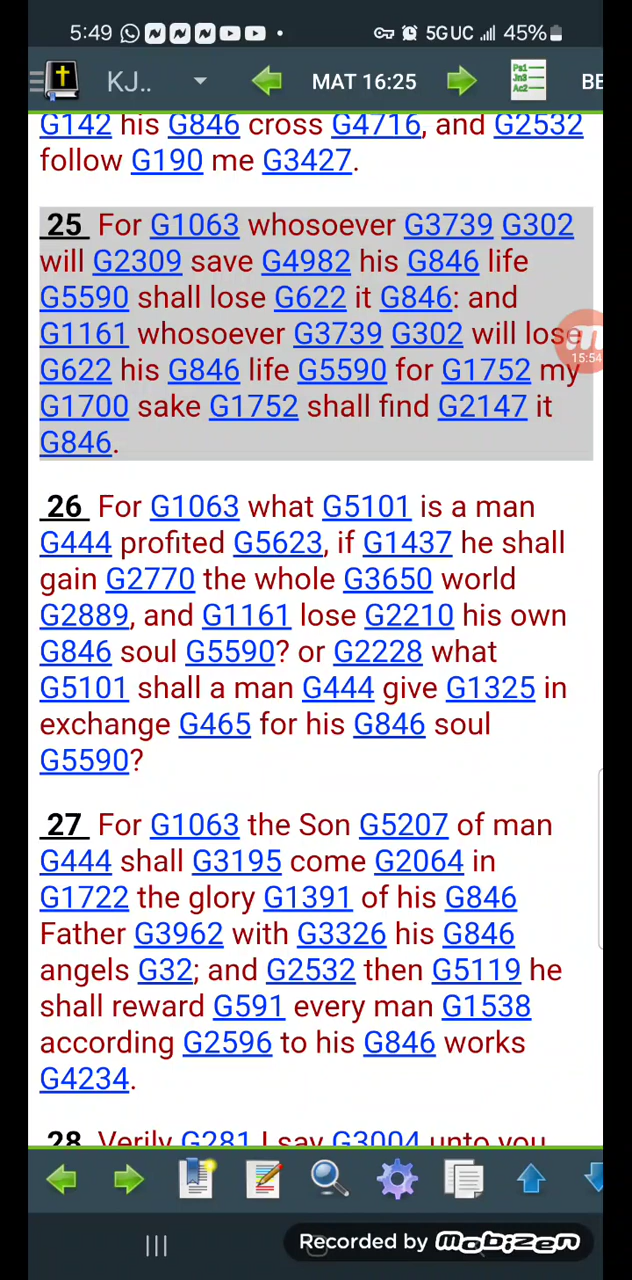 5:49 5GUC 45%
KJ.. MAT 16:25 BE
Ps1 Jn3 Ac2
G142 his G846 cross G4716, and G2532
follow G190 me G3427.
25 For G1063 whosoever G3739 G302
will G2309 save G4982 his G846 life
G5590 shall lose G622 it G846: and
G1161 whosoever G3739 G302 will lose
15:54
G622 his G846 life G5590 for G1752 my
G1700 sake G1752 shall find G2147 it
G846.
26 For G1063 what G5101 is a man
G444 profited G5623, if G1437 he shall
gain G2770 the whole G3650 world
G2889, and G1161 lose G2210 his own
G846 soul G5590? or G2228 what
G5101 shall a man G444 give G1325 in
exchange G465 for his G846 soul
G5590?
27 For G1063 the Son G5207 of man
G444 shall G3195 come G2064 in
G1722 the glory G1391 of his G846
Father G3962 with G3326 his G846
angels G32; and G2532 then G5119 he
shall reward G591 every man G1538
according G2596 to his G846 works
G4234.
28 Verily G281 I say G3004 unto you
Recorded by mobizen